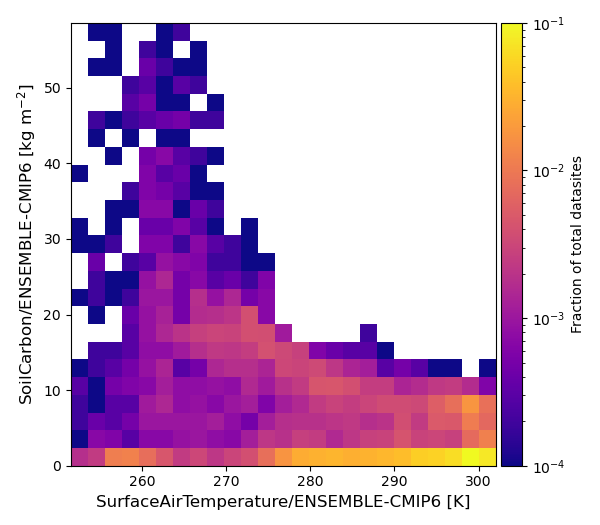 SoilCarbon/ENSEMBLE-CMIP6 [kg m⁻²]
50
40
30
20
10
0
260 270 280 290 300
SurfaceAirTemperature/ENSEMBLE-CMIP6 [K]
10⁻¹
10⁻²
10⁻³
10⁻⁴
Fraction of total datasites